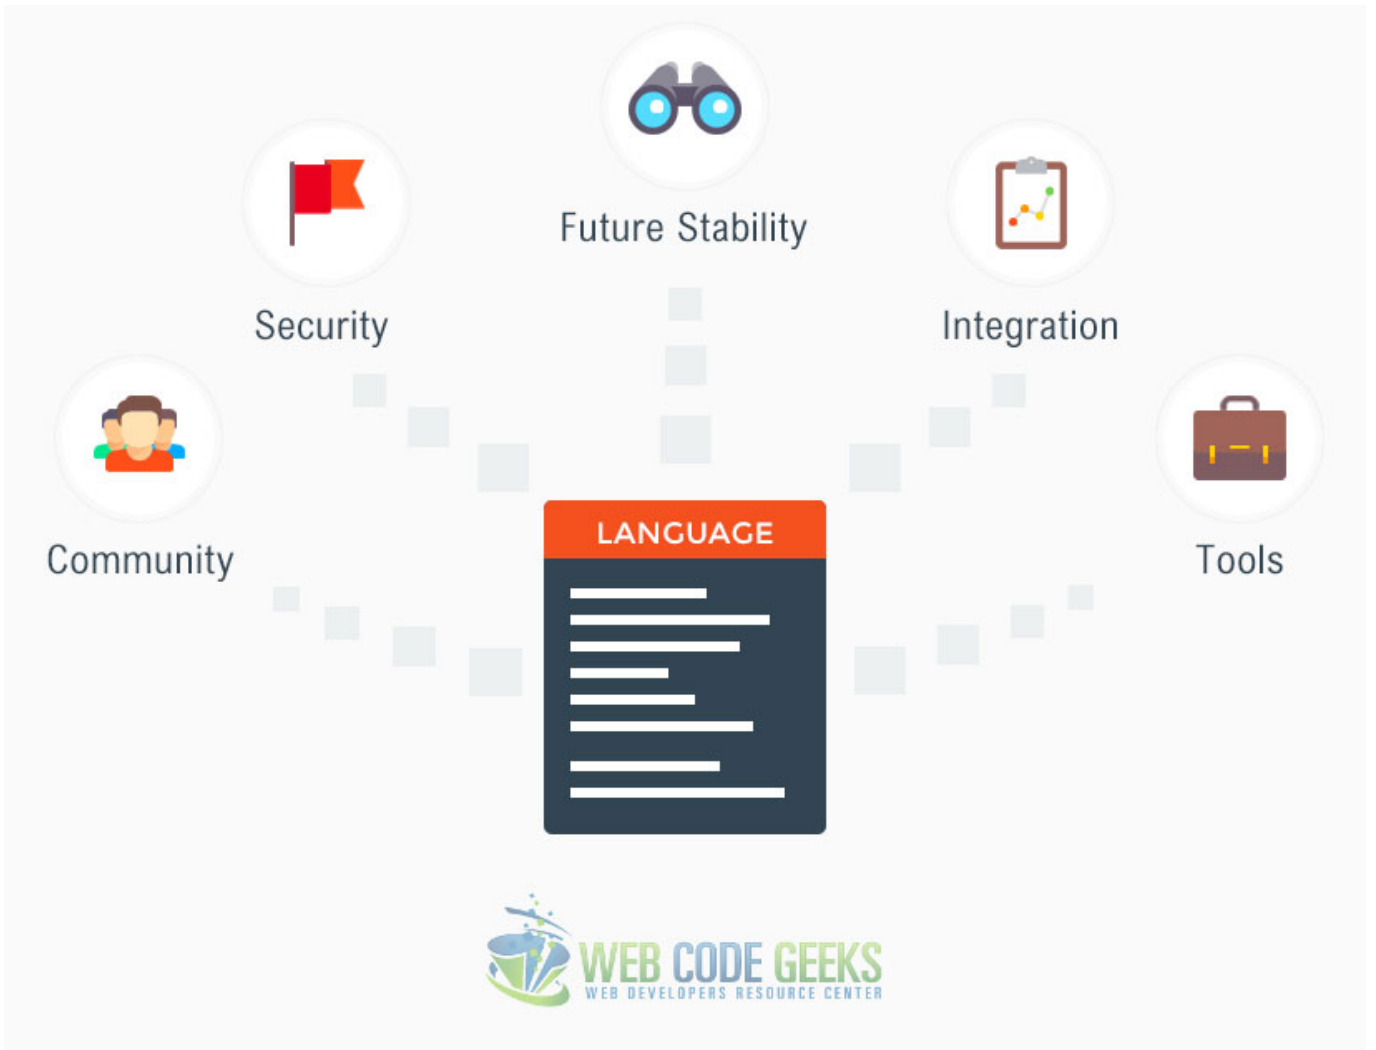 Future Stability
Security
Integration
Community
Tools
LANGUAGE
WEB CODE GEEKS
WEB DEVELOPERS RESOURCE CENTER